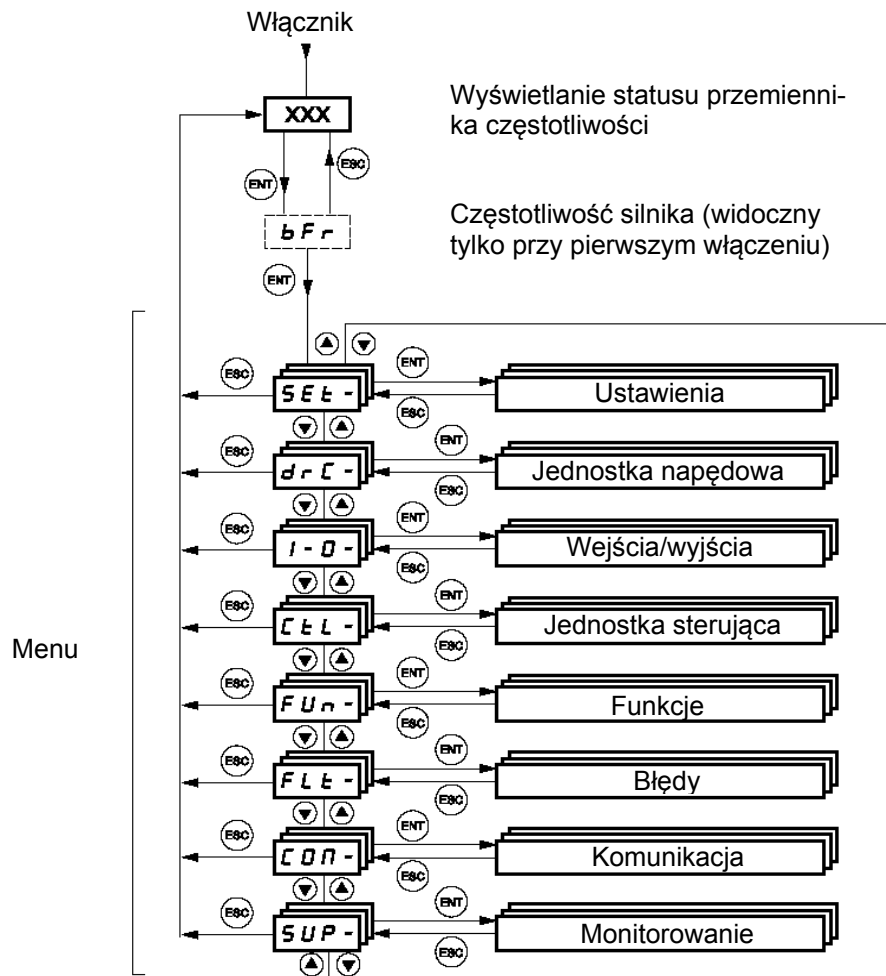 Włącznik
XXX
Wyświetlanie statusu przemienni-
ka częstotliwości
ESC
ENT
bFr
Częstotliwość silnika (widoczny
tylko przy pierwszym włączeniu)
ENT
ESC
SEt-
ENT
ESC
Ustawienia
ESC
drC-
ENT
ESC
Jednostka napędowa
ESC
I-O-
ENT
ESC
Wejścia/wyjścia
ESC
CtL-
ENT
ESC
Jednostka sterująca
Menu
ESC
FUn-
ENT
ESC
Funkcje
ESC
FLt-
ENT
ESC
Błędy
ESC
COM-
ENT
ESC
Komunikacja
ESC
SUP-
ENT
ESC
Monitorowanie